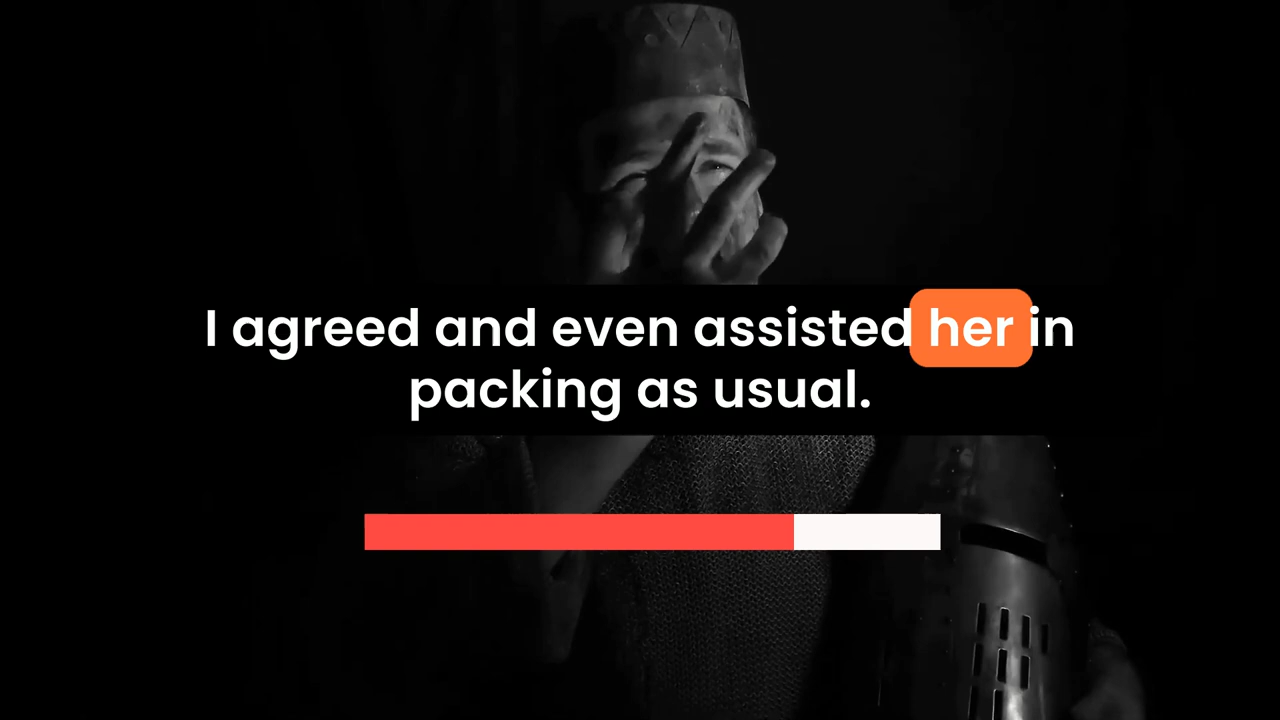 I agreed and even assisted her in
packing as usual.